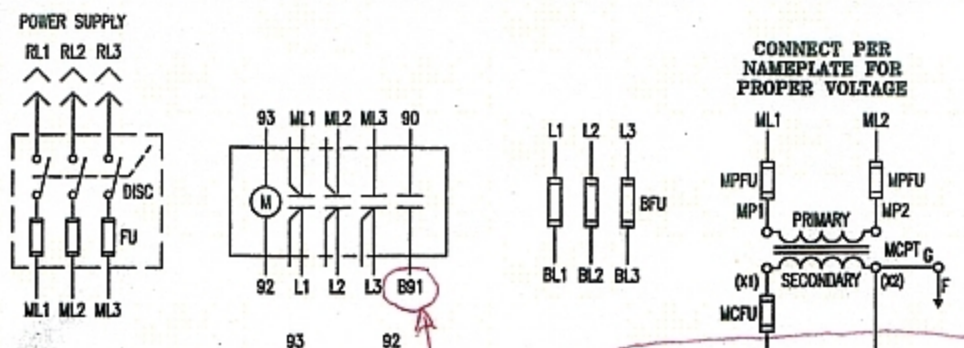 POWER SUPPLY
RL1 RL2 RL3
DISC
FU
ML1 ML2 ML3
93 ML1 ML2 ML3 90
M
92 L1 L2 L3 B91
93 92
L1 L2 L3
BFU
BL1 BL2 BL3
CONNECT PER
NAMEPLATE FOR
PROPER VOLTAGE
ML1 ML2
MPFU MPFU
MP1 MP2
PRIMARY
MCPT G
SECONDARY
(X1) (X2) F
MCFU